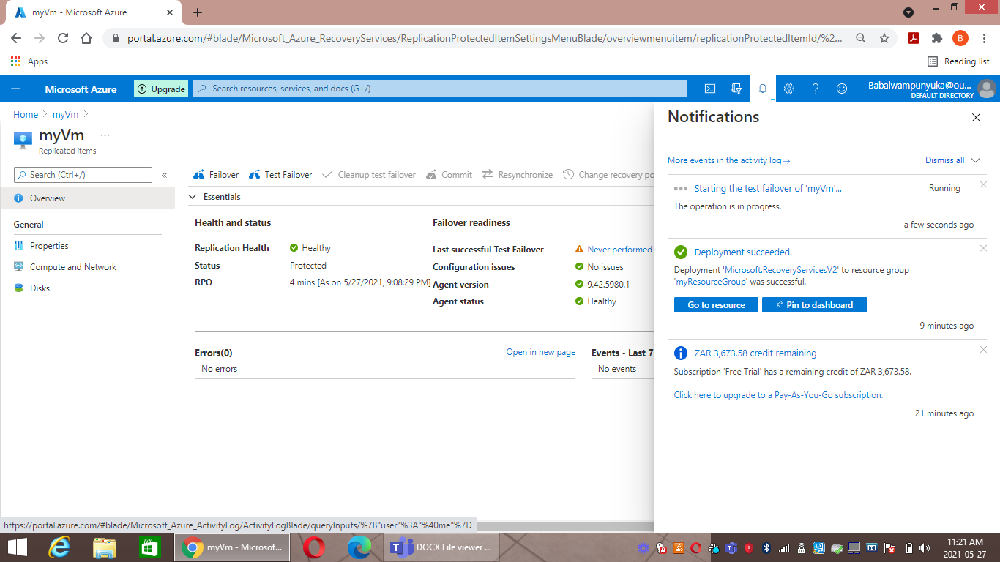 myVm - Microsoft Azure
portal.azure.com/#blade/Microsoft_Azure_RecoveryServices/ReplicationProtectedItemSettingsMenuBlade/overviewmenuitem/replicationProtectedItemId/%2...
B
Apps
Reading list
Microsoft Azure
Upgrade
Search resources, services, and docs (G+/)
Babalwampunyuka@ou...
DEFAULT DIRECTORY
Home > myVm >
myVm ...
Replicated items
Search (Ctrl+/)
«
Overview
General
Properties
Compute and Network
Disks
Failover
Test Failover
Cleanup test failover
Commit
Resynchronize
Change recovery po
Essentials
Health and status
Replication Health Healthy
Status Protected
RPO 4 mins [As on 5/27/2021, 9:08:29 PM]
Failover readiness
Last successful Test Failover Never performed
Configuration issues No issues
Agent version 9.42.5980.1
Agent status Healthy
Errors(0)
Open in new page
No errors
Events - Last 72
No events
Notifications
More events in the activity log→
Dismiss all
Starting the test failover of 'myVm'...
Running
The operation is in progress.
a few seconds ago
Deployment succeeded
Deployment 'Microsoft.RecoveryServicesV2' to resource group
'myResourceGroup' was successful.
Go to resource
Pin to dashboard
9 minutes ago
ZAR 3,673.58 credit remaining
Subscription 'Free Trial' has a remaining credit of ZAR 3,673.58.
Click here to upgrade to a Pay-As-You-Go subscription.
21 minutes ago
https://portal.azure.com/#blade/Microsoft_Azure_ActivityLog/ActivityLogBlade/queryInputs/%7B"user"%3A"%40me"%7D
myVm - Microsof...
DOCX File viewer ...
11:21 AM
2021-05-27